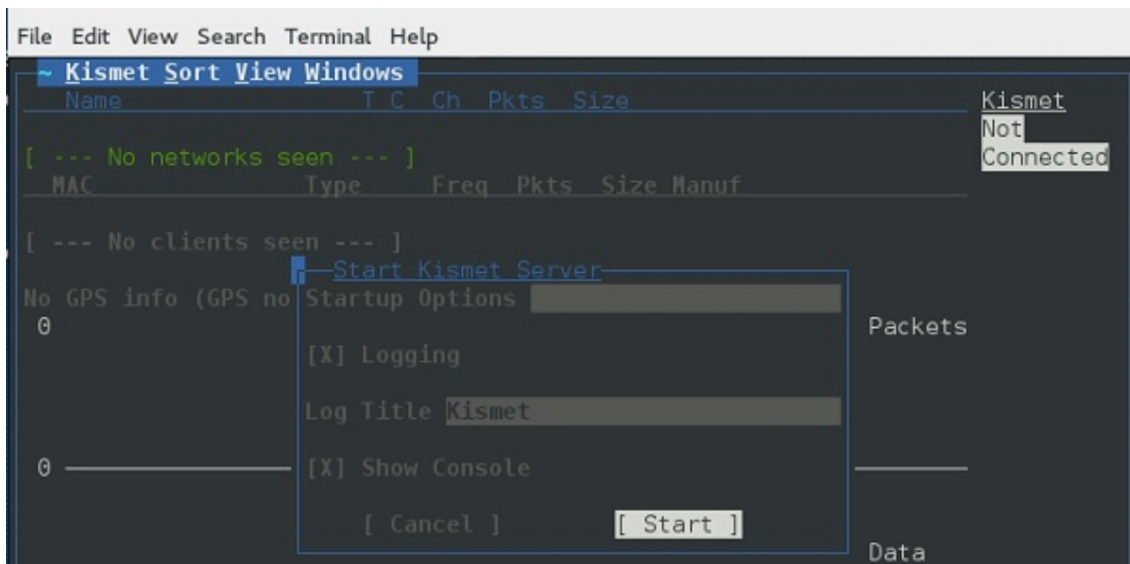 File Edit View Search Terminal Help
~ Kismet Sort View Windows
Name T C Ch Pkts Size
Kismet
Not
Connected
[ --- No networks seen --- ]
MAC Type Freq Pkts Size Manuf
[ --- No clients seen --- ]
Start Kismet Server
No GPS info (GPS no
Startup Options
0
Packets
[X] Logging
Log Title Kismet
0
[X] Show Console
[ Cancel ] [ Start ]
Data